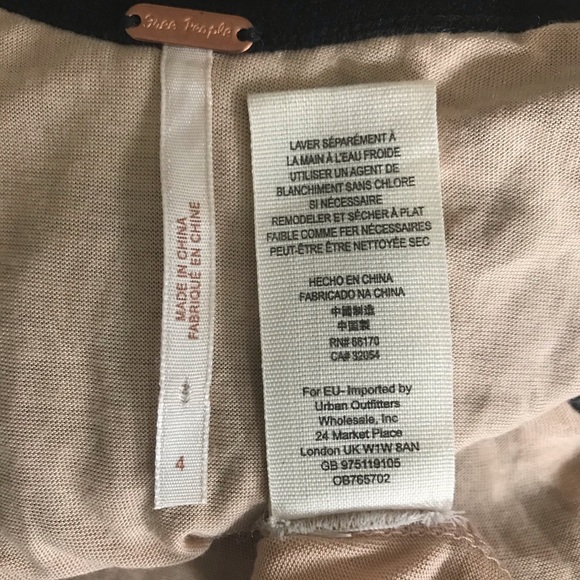 Free People
MADE IN CHINA
FABRIQUÉ EN CHINE
4
LAVER SÉPARÉMENT À
LA MAIN À L'EAU FROIDE
UTILISER UN AGENT DE
BLANCHIMENT SANS CHLORE
SI NÉCESSAIRE
REMODELER ET SÉCHER À PLAT
FAIBLE COMME FER NÉCESSAIRES
PEUT-ÊTRE ÊTRE NETTOYÉE SEC
HECHO EN CHINA
FABRICADO NA CHINA
中國制造
中国製
RN# 66170
CA# 32054
For EU- Imported by
Urban Outfitters
Wholesale, Inc
24 Market Place
London UK W1W 8AN
GB 975119105
OB765702